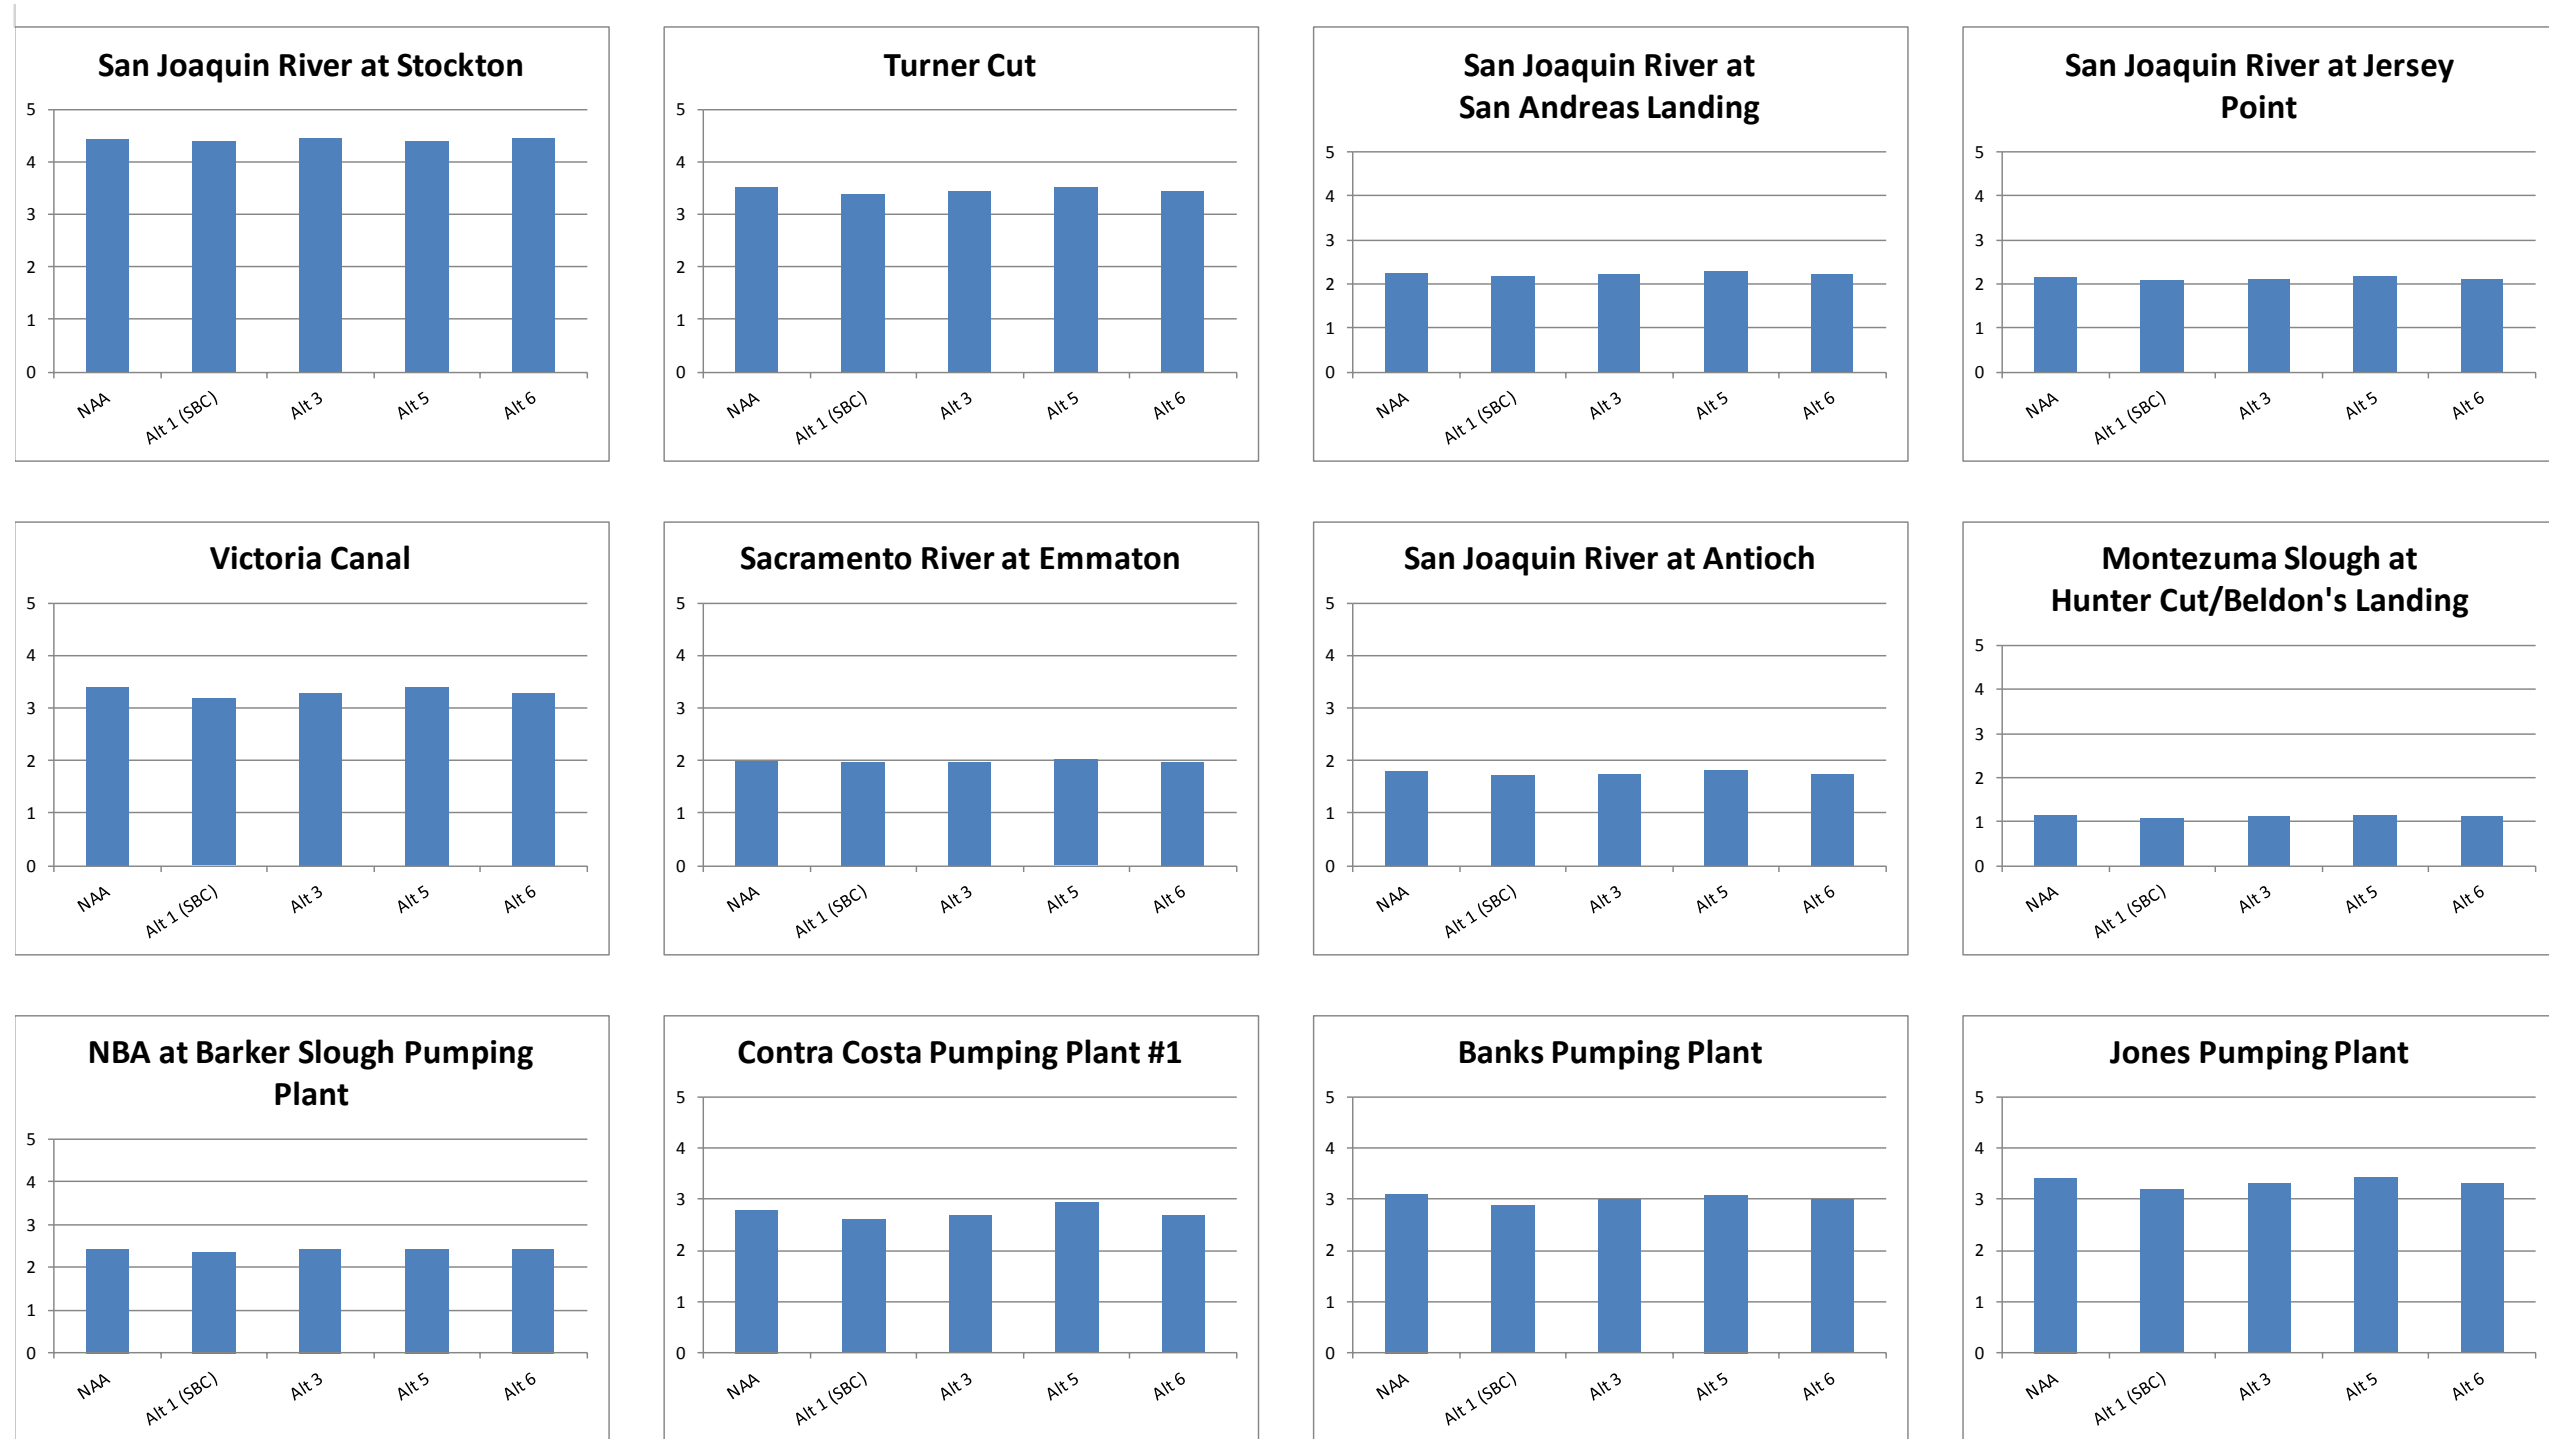 San Joaquin River at Stockton
5
4
3
2
1
0
NAA
Alt 1 (SBC)
Alt 3
Alt 5
Alt 6
Turner Cut
5
4
3
2
1
0
NAA
Alt 1 (SBC)
Alt 3
Alt 5
Alt 6
San Joaquin River at
San Andreas Landing
5
4
3
2
1
0
NAA
Alt 1 (SBC)
Alt 3
Alt 5
Alt 6
San Joaquin River at Jersey
Point
5
4
3
2
1
0
NAA
Alt 1 (SBC)
Alt 3
Alt 5
Alt 6
Victoria Canal
5
4
3
2
1
0
NAA
Alt 1 (SBC)
Alt 3
Alt 5
Alt 6
Sacramento River at Emmaton
5
4
3
2
1
0
NAA
Alt 1 (SBC)
Alt 3
Alt 5
Alt 6
San Joaquin River at Antioch
5
4
3
2
1
0
NAA
Alt 1 (SBC)
Alt 3
Alt 5
Alt 6
Montezuma Slough at
Hunter Cut/Beldon's Landing
5
4
3
2
1
0
NAA
Alt 1 (SBC)
Alt 3
Alt 5
Alt 6
NBA at Barker Slough Pumping
Plant
5
4
3
2
1
0
NAA
Alt 1 (SBC)
Alt 3
Alt 5
Alt 6
Contra Costa Pumping Plant #1
5
4
3
2
1
0
NAA
Alt 1 (SBC)
Alt 3
Alt 5
Alt 6
Banks Pumping Plant
5
4
3
2
1
0
NAA
Alt 1 (SBC)
Alt 3
Alt 5
Alt 6
Jones Pumping Plant
5
4
3
2
1
0
NAA
Alt 1 (SBC)
Alt 3
Alt 5
Alt 6